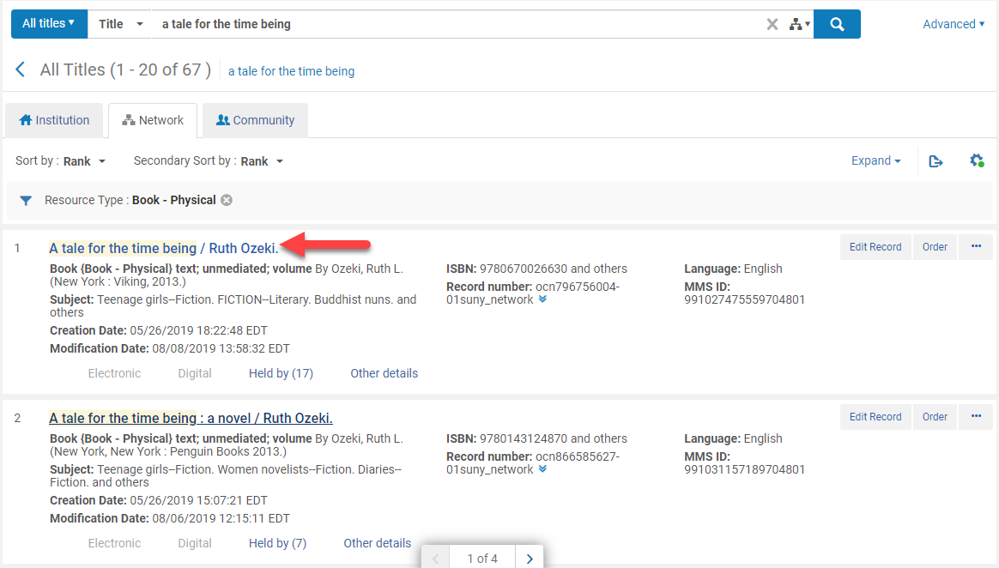 All titles Title a tale for the time being Advanced
All Titles (1 - 20 of 67 ) a tale for the time being
Institution Network Community
Sort by : Rank Secondary Sort by : Rank Expand
Resource Type : Book - Physical
1 A tale for the time being / Ruth Ozeki. Edit Record Order ...
Book {Book - Physical} text; unmediated; volume By Ozeki, Ruth L. ISBN: 9780670026630 and others Language: English
(New York : Viking, 2013.) Record number: ocn796756004- MMS ID:
Subject: Teenage girls--Fiction. FICTION--Literary. Buddhist nuns. and 01suny_network 991027475559704801
others
Creation Date: 05/26/2019 18:22:48 EDT
Modification Date: 08/08/2019 13:58:32 EDT
Electronic Digital Held by (17) Other details
2 A tale for the time being : a novel / Ruth Ozeki. Edit Record Order ...
Book {Book - Physical} text; unmediated; volume By Ozeki, Ruth L. ISBN: 9780143124870 and others Language: English
(New York, New York : Penguin Books 2013.) Record number: ocn866585627- MMS ID:
Subject: Teenage girls--Fiction. Women novelists--Fiction. Diaries-- 01suny_network 991031157189704801
Fiction. and others
Creation Date: 05/26/2019 15:07:21 EDT
Modification Date: 08/06/2019 12:15:11 EDT
Electronic Digital Held by (7) Other details
1 of 4